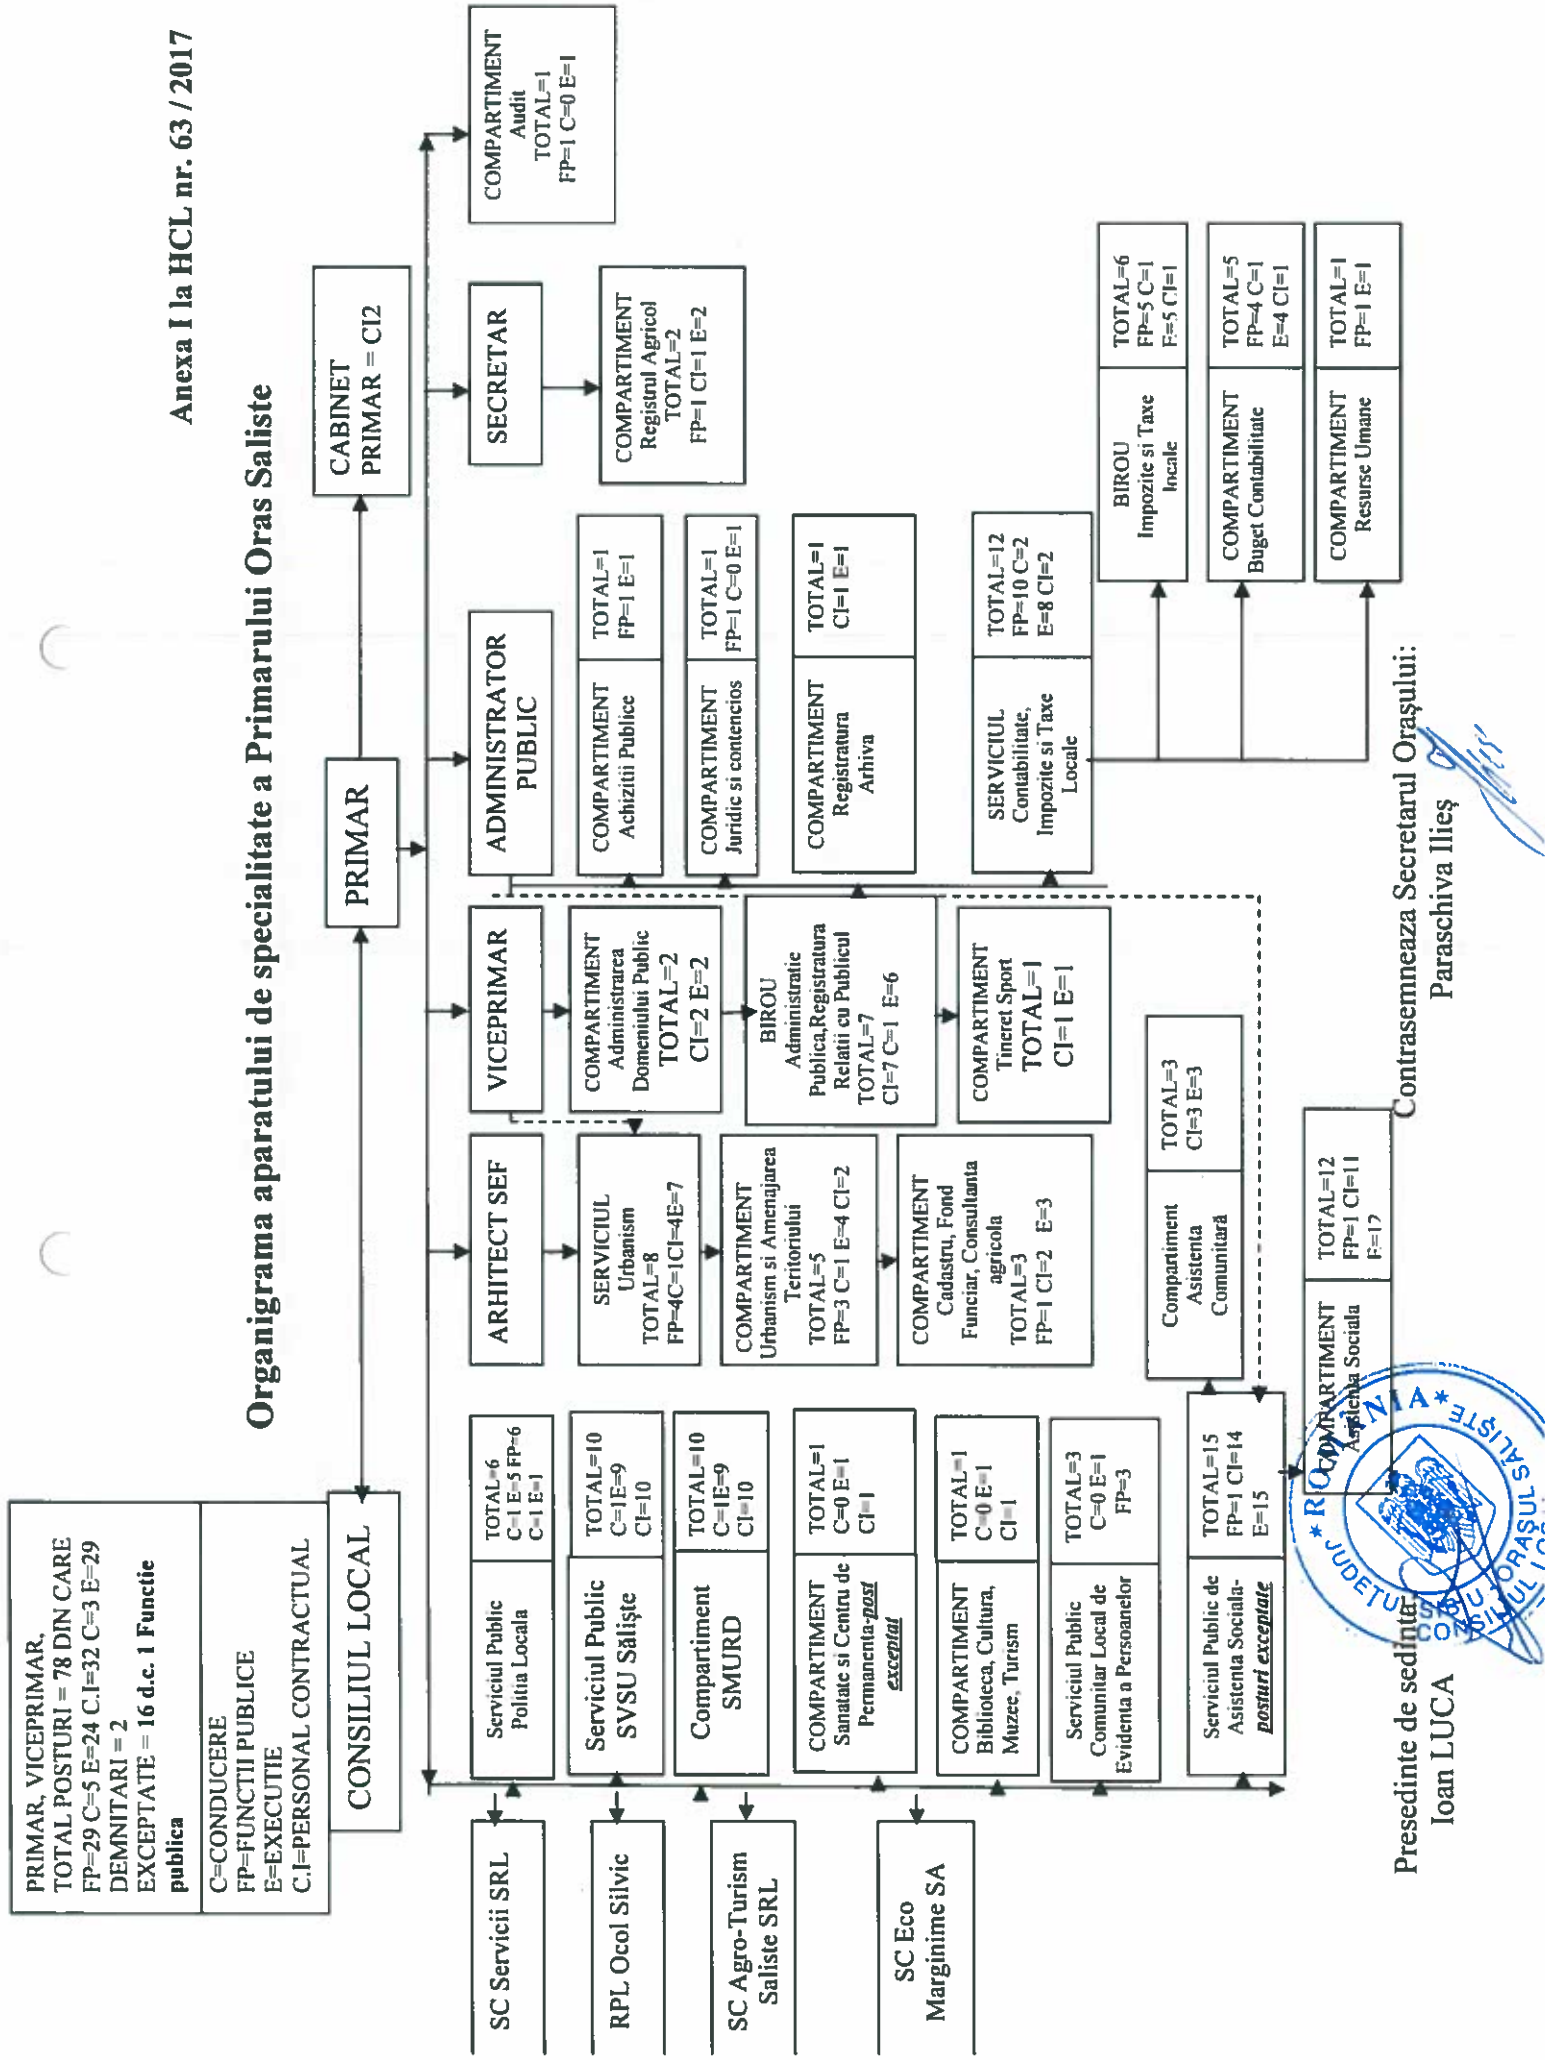 Anexa I la HCL nr. 63 / 2017
Organigrama aparatului de specialitate a Primarului Oras Saliste
PRIMAR, VICEPRIMAR,
TOTAL POSTURI = 78 DIN CARE
FP=29 C=5 E=24 C.I=32 C=3 E=29
DEMNITARI = 2
EXCEPTATE = 16 d.c. 1 Functie
publica
C=CONDUCERE
FP=FUNCTII PUBLICE
E=EXECUTIE
C.I=PERSONAL CONTRACTUAL
CONSILIUL LOCAL
PRIMAR
CABINET
PRIMAR = CI2
ARHITECT SEF
VICEPRIMAR
ADMINISTRATOR
PUBLIC
SECRETAR
COMPARTIMENT
Audit
TOTAL=1
FP=1 C=0 E=1
SC Servicii SRL
RPL Ocol Silvic
SC Agro-Turism
Saliste SRL
SC Eco
Marginime SA
Serviciul Public
Politia Locala
TOTAL=6
C=1 E=5 FP=6
C=1 E=1
Serviciul Public
SVSU Săliște
TOTAL=10
C=1E=9
CI=10
Compartiment
SMURD
TOTAL=10
C=1E=9
CI=10
COMPARTIMENT
Sanatate si Centru de
Permanenta-post
exceptat
TOTAL=1
C=0 E=1
CI=1
COMPARTIMENT
Biblioteca, Cultura,
Muzee, Turism
TOTAL=1
C=0 E=1
CI=1
Serviciul Public
Comunitar Local de
Evidenta a Persoanelor
TOTAL=3
C=0 E=1
FP=3
Serviciul Public de
Asistenta Sociala-
posturi exceptate
TOTAL=15
FP=1 CI=14
E=15
SERVICIUL
Urbanism
TOTAL=8
FP=4C=1CI=4E=7
COMPARTIMENT
Urbanism si Amenajarea
Teritoriului
TOTAL=5
FP=3 C=1 E=4 CI=2
COMPARTIMENT
Cadastru, Fond
Funciar, Consultanta
agricola
TOTAL=3
FP=1 CI=2 E=3
Compartiment
Asistenta
Comunitară
TOTAL=3
CI=3 E=3
COMPARTIMENT
Asistenta Sociala
TOTAL=12
FP=1 CI=11
E=12
COMPARTIMENT
Administrarea
Domeniului Public
TOTAL=2
CI=2 E=2
BIROU
Administratie
Publica,Registratura
Relatii cu Publicul
TOTAL=7
CI=7 C=1 E=6
COMPARTIMENT
Tineret Sport
TOTAL=1
CI=1 E=1
COMPARTIMENT
Achizitii Publice
TOTAL=1
FP=1 E=1
COMPARTIMENT
Juridic si contencios
TOTAL=1
FP=1 C=0 E=1
COMPARTIMENT
Registratura
Arhiva
TOTAL=1
CI=1 E=1
SERVICIUL
Contabilitate,
Impozite si Taxe
Locale
TOTAL=12
FP=10 C=2
E=8 CI=2
COMPARTIMENT
Registrul Agricol
TOTAL=2
FP=1 CI=1 E=2
BIROU
Impozite si Taxe
locale
TOTAL=6
FP=5 C=1
E=5 CI=1
COMPARTIMENT
Buget Contabilitate
TOTAL=5
FP=4 C=1
E=4 CI=1
COMPARTIMENT
Resurse Umane
TOTAL=1
FP=1 E=1
Presedinte de sedinta
Ioan LUCA
Contrasemneaza Secretarul Orașului:
Paraschiva Ilieș
* ROMÂNIA *
JUDEȚUL SIBIU - ORAȘUL SALIȘTE
CONSILIUL